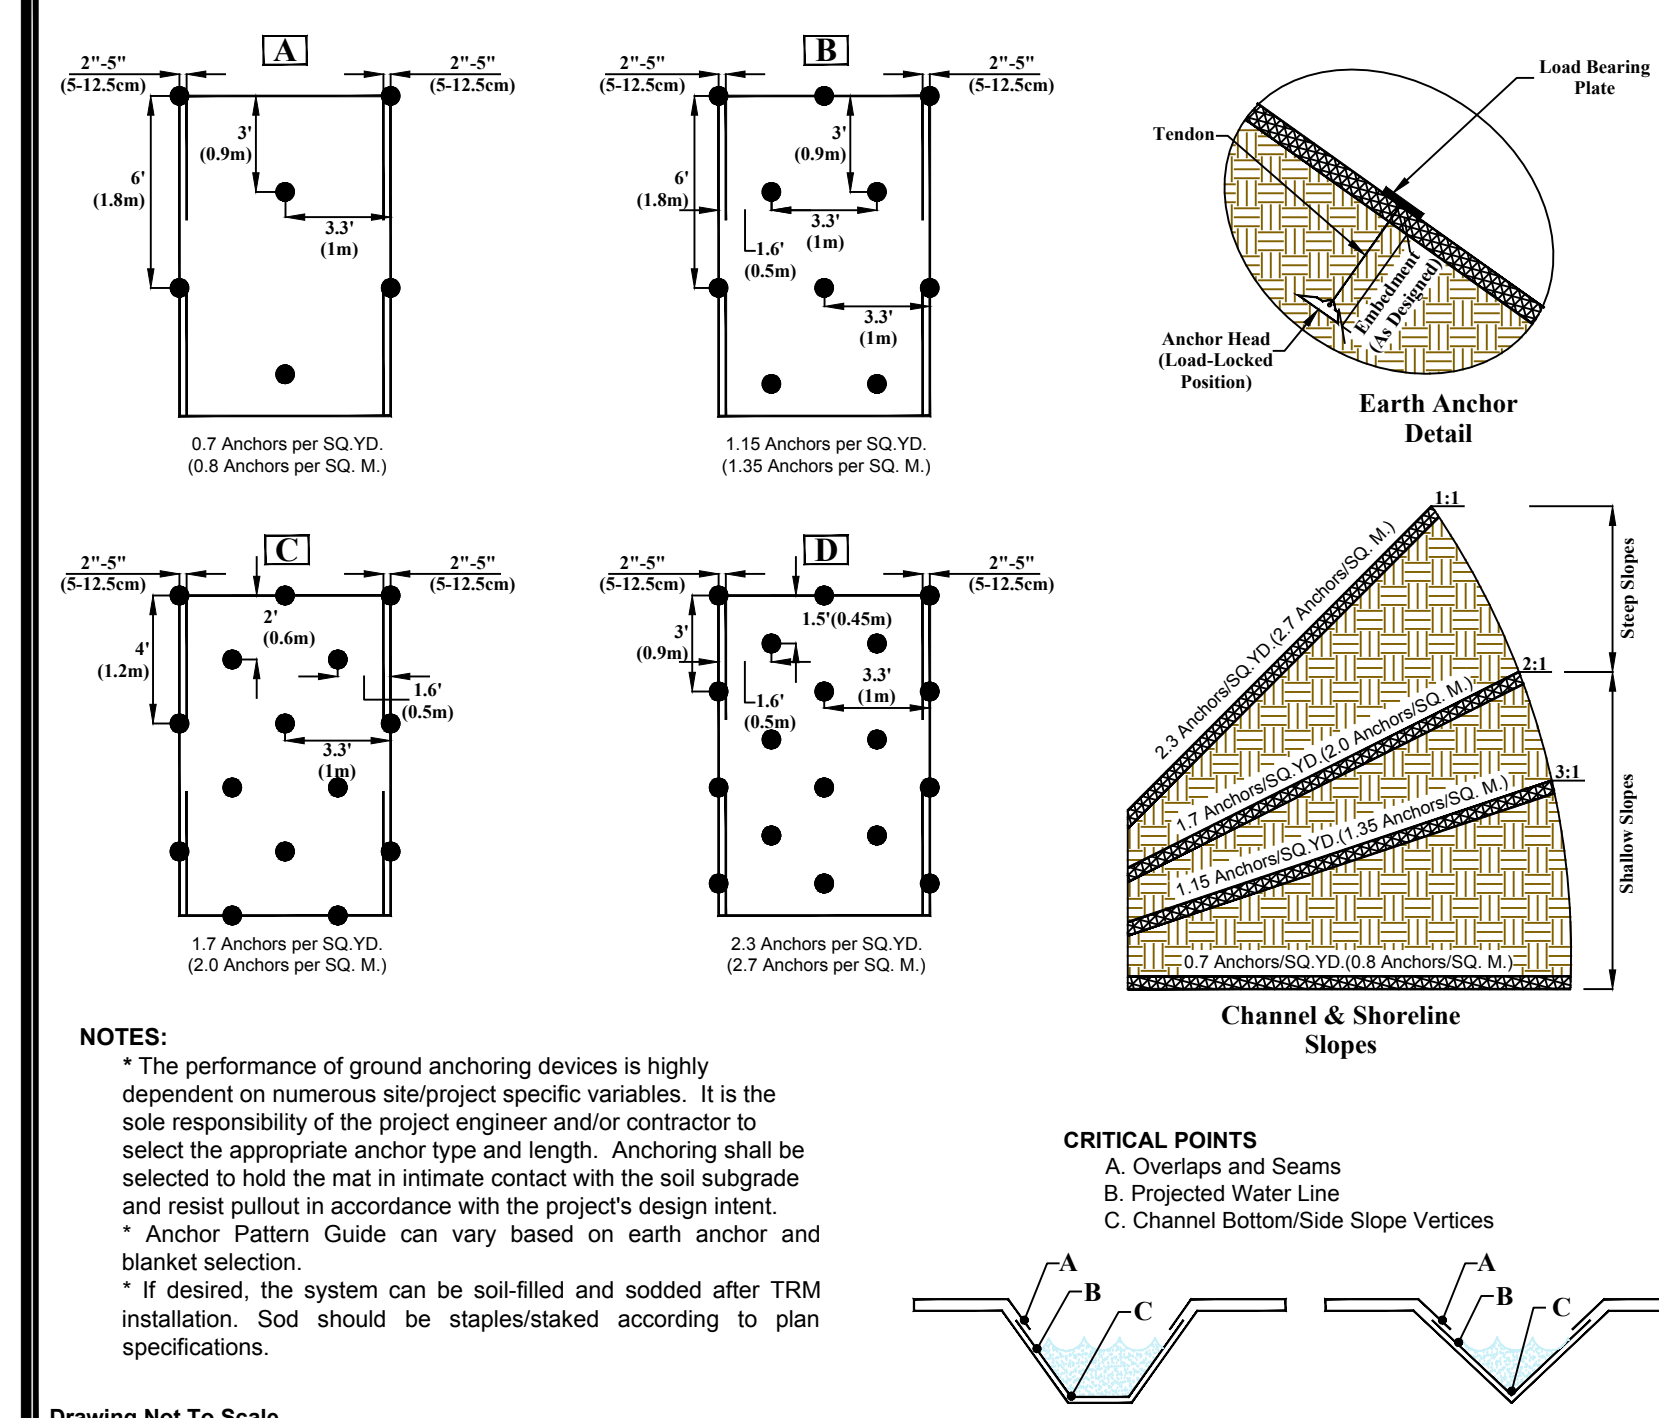 A
2"-5"
(5-12.5cm)
2"-5"
(5-12.5cm)
3'
(0.9m)
6'
(1.8m)
3.3'
(1m)
0.7 Anchors per SQ.YD.
(0.8 Anchors per SQ. M.)
B
2"-5"
(5-12.5cm)
2"-5"
(5-12.5cm)
3'
(0.9m)
6'
(1.8m)
3.3'
(1m)
1.6'
(0.5m)
3.3'
(1m)
1.15 Anchors per SQ.YD.
(1.35 Anchors per SQ. M.)
Load Bearing
Plate
Tendon
Embedment
(As Designed)
Anchor Head
(Load-Locked
Position)
Earth Anchor
Detail
C
2"-5"
(5-12.5cm)
2"-5"
(5-12.5cm)
2'
(0.6m)
4'
(1.2m)
1.6'
(0.5m)
3.3'
(1m)
1.7 Anchors per SQ.YD.
(2.0 Anchors per SQ. M.)
D
2"-5"
(5-12.5cm)
2"-5"
(5-12.5cm)
1.5'(0.45m)
3'
(0.9m)
3.3'
(1m)
1.6'
(0.5m)
2.3 Anchors per SQ.YD.
(2.7 Anchors per SQ. M.)
1:1
2.3 Anchors/SQ.YD.(2.7 Anchors/SQ. M.)
Steep Slopes
2:1
1.7 Anchors/SQ.YD.(2.0 Anchors/SQ. M.)
3:1
1.15 Anchors/SQ.YD.(1.35 Anchors/SQ. M.)
Shallow Slopes
0.7 Anchors/SQ.YD.(0.8 Anchors/SQ. M.)
Channel & Shoreline
Slopes
NOTES:
* The performance of ground anchoring devices is highly
dependent on numerous site/project specific variables. It is the
sole responsibility of the project engineer and/or contractor to
select the appropriate anchor type and length. Anchoring shall be
selected to hold the mat in intimate contact with the soil subgrade
and resist pullout in accordance with the project's design intent.
* Anchor Pattern Guide can vary based on earth anchor and
blanket selection.
* If desired, the system can be soil-filled and sodded after TRM
installation. Sod should be staples/staked according to plan
specifications.
CRITICAL POINTS
A. Overlaps and Seams
B. Projected Water Line
C. Channel Bottom/Side Slope Vertices
A
B
C
A
B
C
Drawing Not To Scale